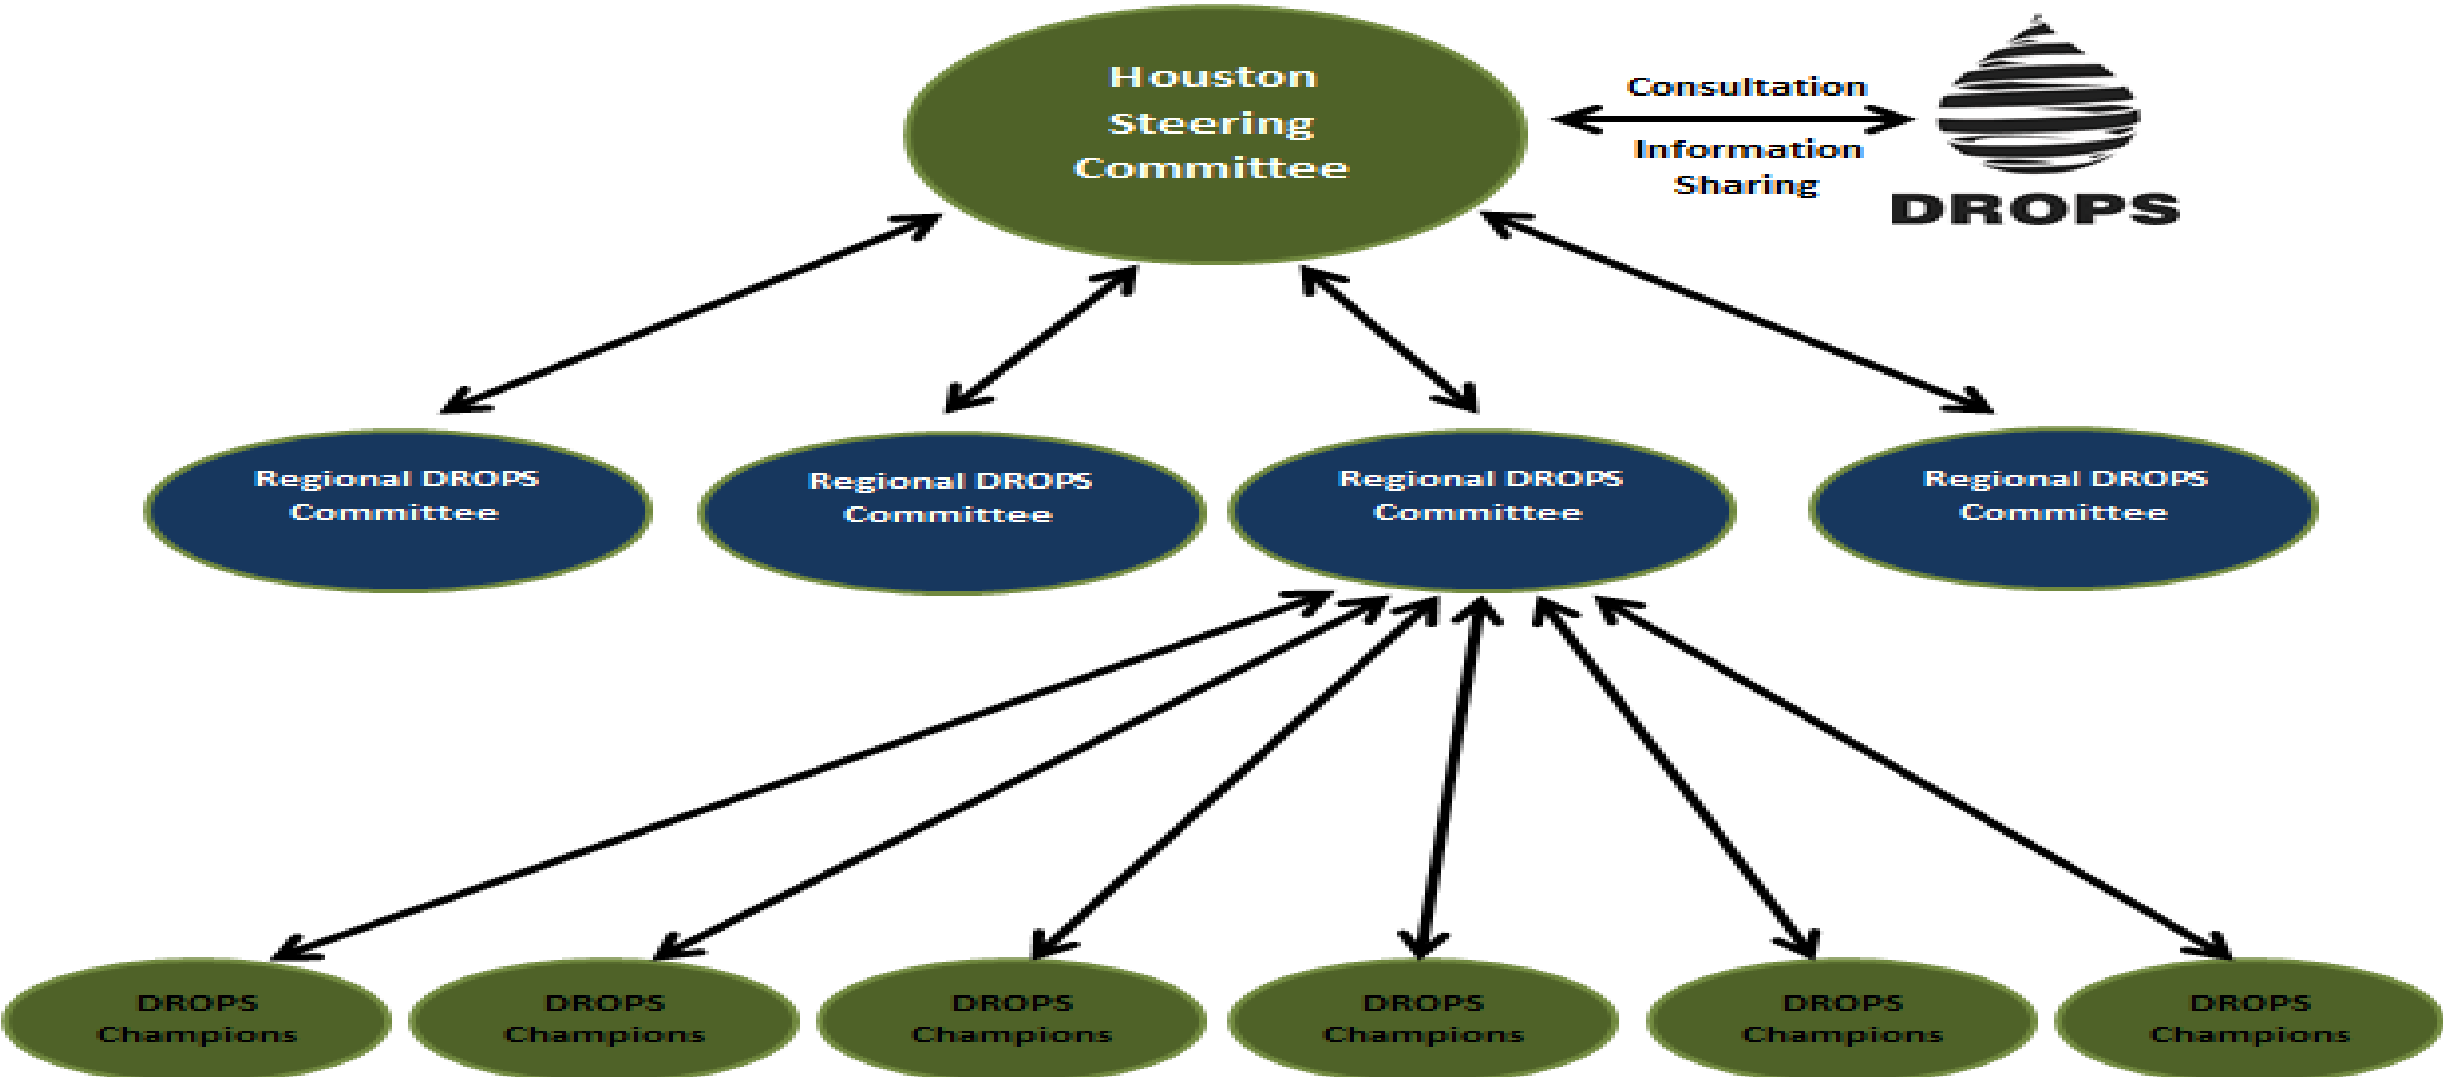 Houston
Steering
Committee
Consultation
Information
Sharing
DROPS
Regional DROPS
Committee
Regional DROPS
Committee
Regional DROPS
Committee
Regional DROPS
Committee
DROPS
Champions
DROPS
Champions
DROPS
Champions
DROPS
Champions
DROPS
Champions
DROPS
Champions